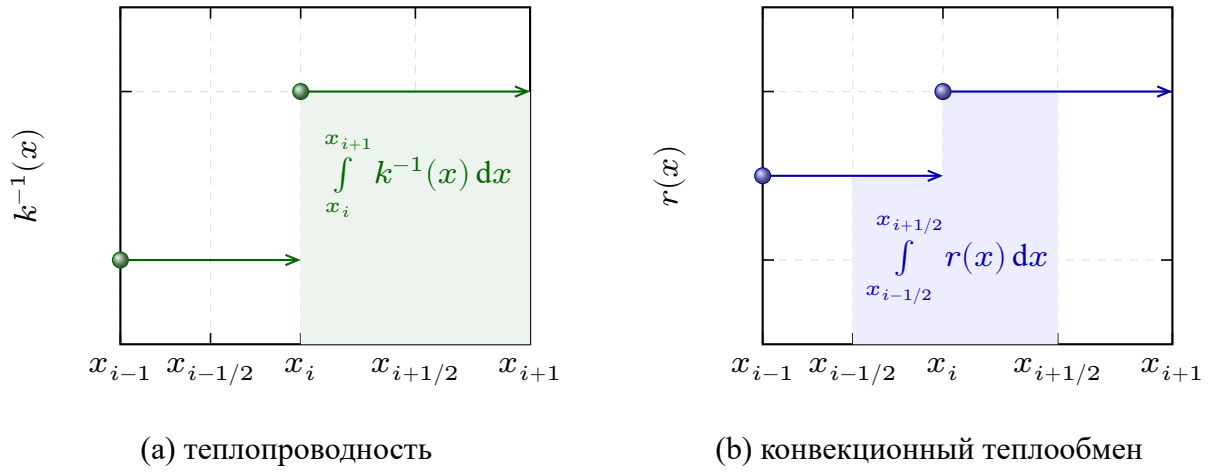 k⁻¹(x)
x_{i+1}
∫ k⁻¹(x) dx
x_i
x_{i−1} x_{i−1/2} x_i x_{i+1/2} x_{i+1}
(a) теплопроводность
r(x)
x_{i+1/2}
∫ r(x) dx
x_{i−1/2}
x_{i−1} x_{i−1/2} x_i x_{i+1/2} x_{i+1}
(b) конвекционный теплообмен